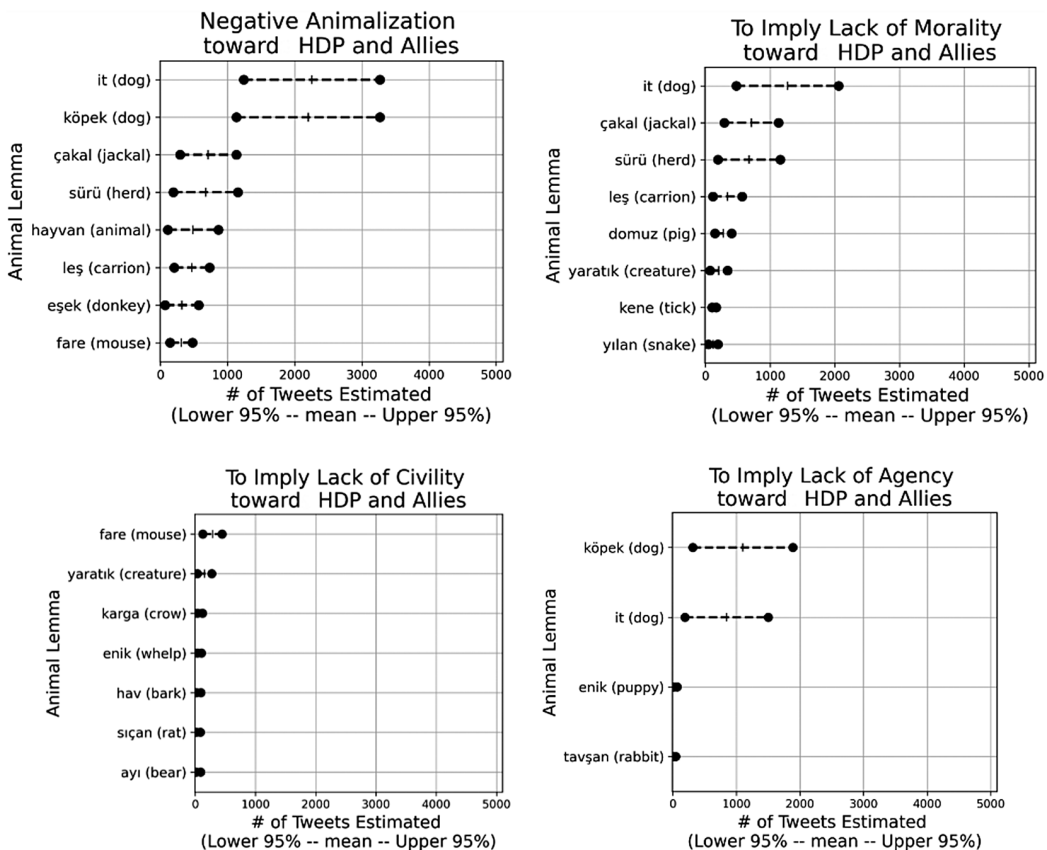 Negative Animalization
toward HDP and Allies
Animal Lemma
it (dog)
köpek (dog)
çakal (jackal)
sürü (herd)
hayvan (animal)
leş (carrion)
eşek (donkey)
fare (mouse)
0 1000 2000 3000 4000 5000
# of Tweets Estimated
(Lower 95% -- mean -- Upper 95%)
To Imply Lack of Morality
toward HDP and Allies
Animal Lemma
it (dog)
çakal (jackal)
sürü (herd)
leş (carrion)
domuz (pig)
yaratık (creature)
kene (tick)
yılan (snake)
0 1000 2000 3000 4000 5000
# of Tweets Estimated
(Lower 95% -- mean -- Upper 95%)
To Imply Lack of Civility
toward HDP and Allies
Animal Lemma
fare (mouse)
yaratık (creature)
karga (crow)
enik (whelp)
hav (bark)
sıçan (rat)
ayı (bear)
0 1000 2000 3000 4000 5000
# of Tweets Estimated
(Lower 95% -- mean -- Upper 95%)
To Imply Lack of Agency
toward HDP and Allies
Animal Lemma
köpek (dog)
it (dog)
enik (puppy)
tavşan (rabbit)
0 1000 2000 3000 4000 5000
# of Tweets Estimated
(Lower 95% -- mean -- Upper 95%)